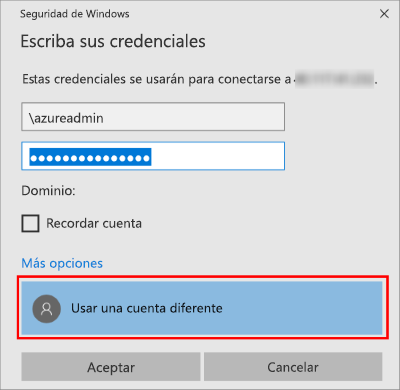 Seguridad de Windows
Escriba sus credenciales
Estas credenciales se usarán para conectarse a
\azureadmin
●●●●●●●●●●●●●●●
Dominio:
Recordar cuenta
Más opciones
Usar una cuenta diferente
Aceptar
Cancelar